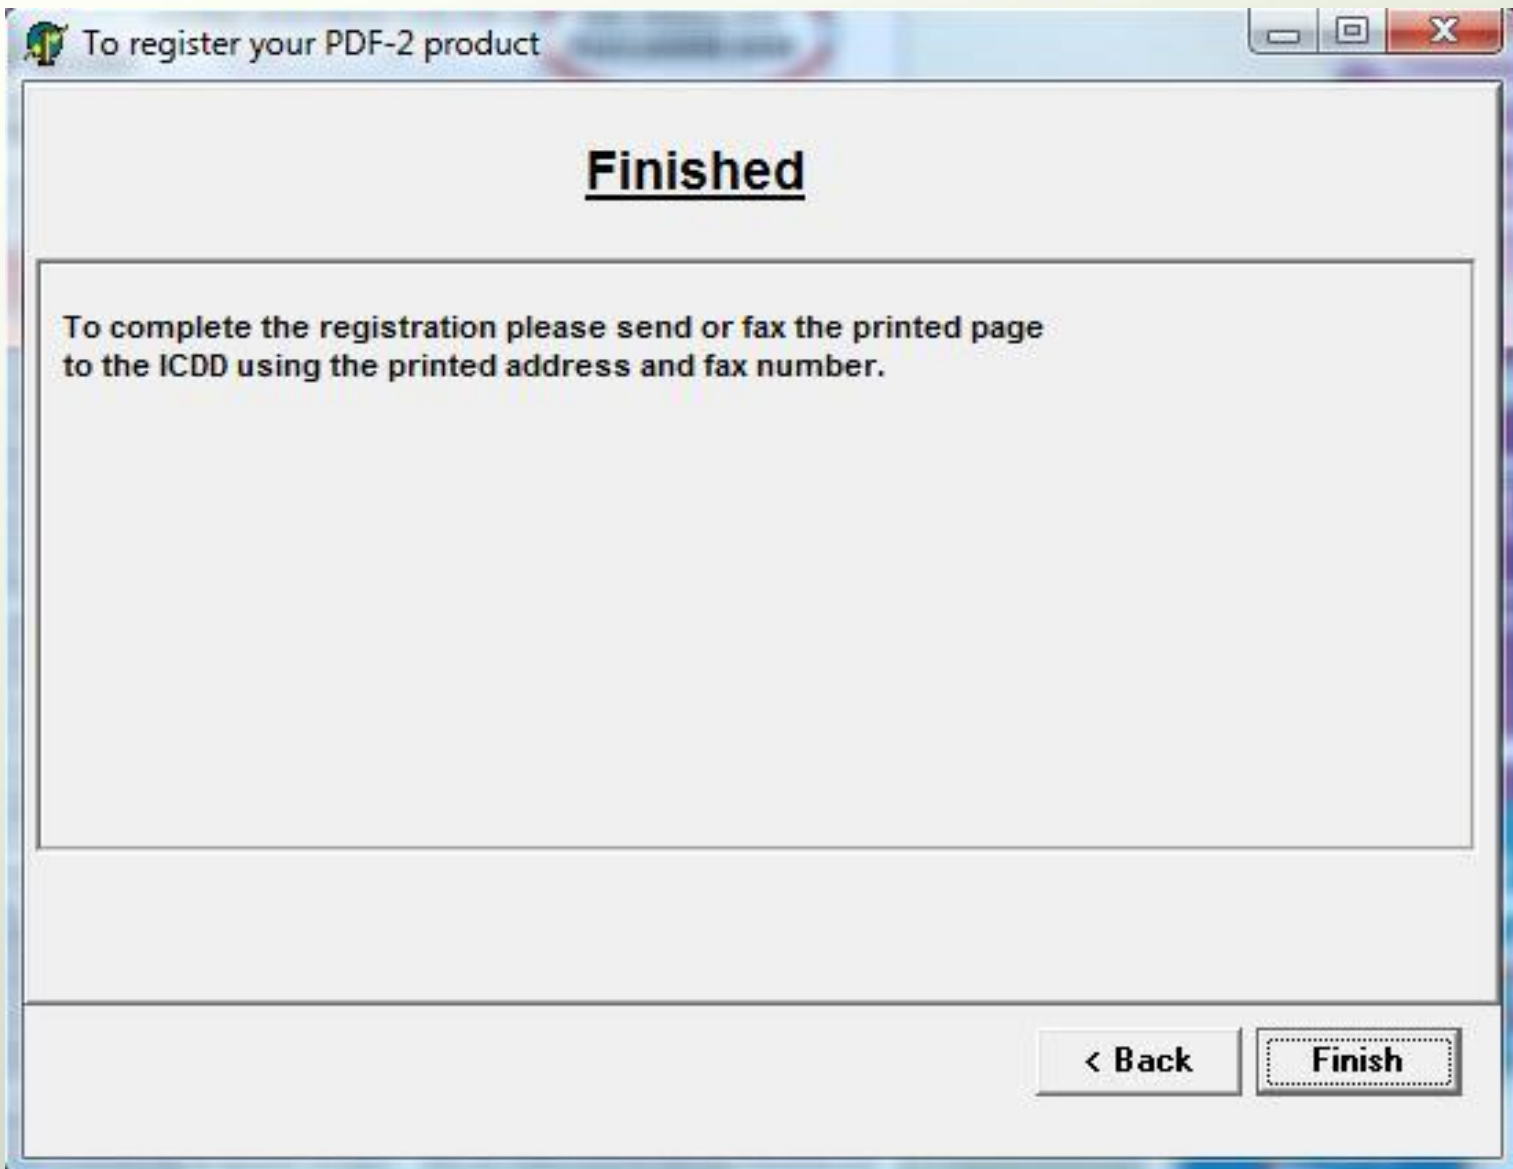 To register your PDF-2 product
Finished
To complete the registration please send or fax the printed page
to the ICDD using the printed address and fax number.
< Back
Finish